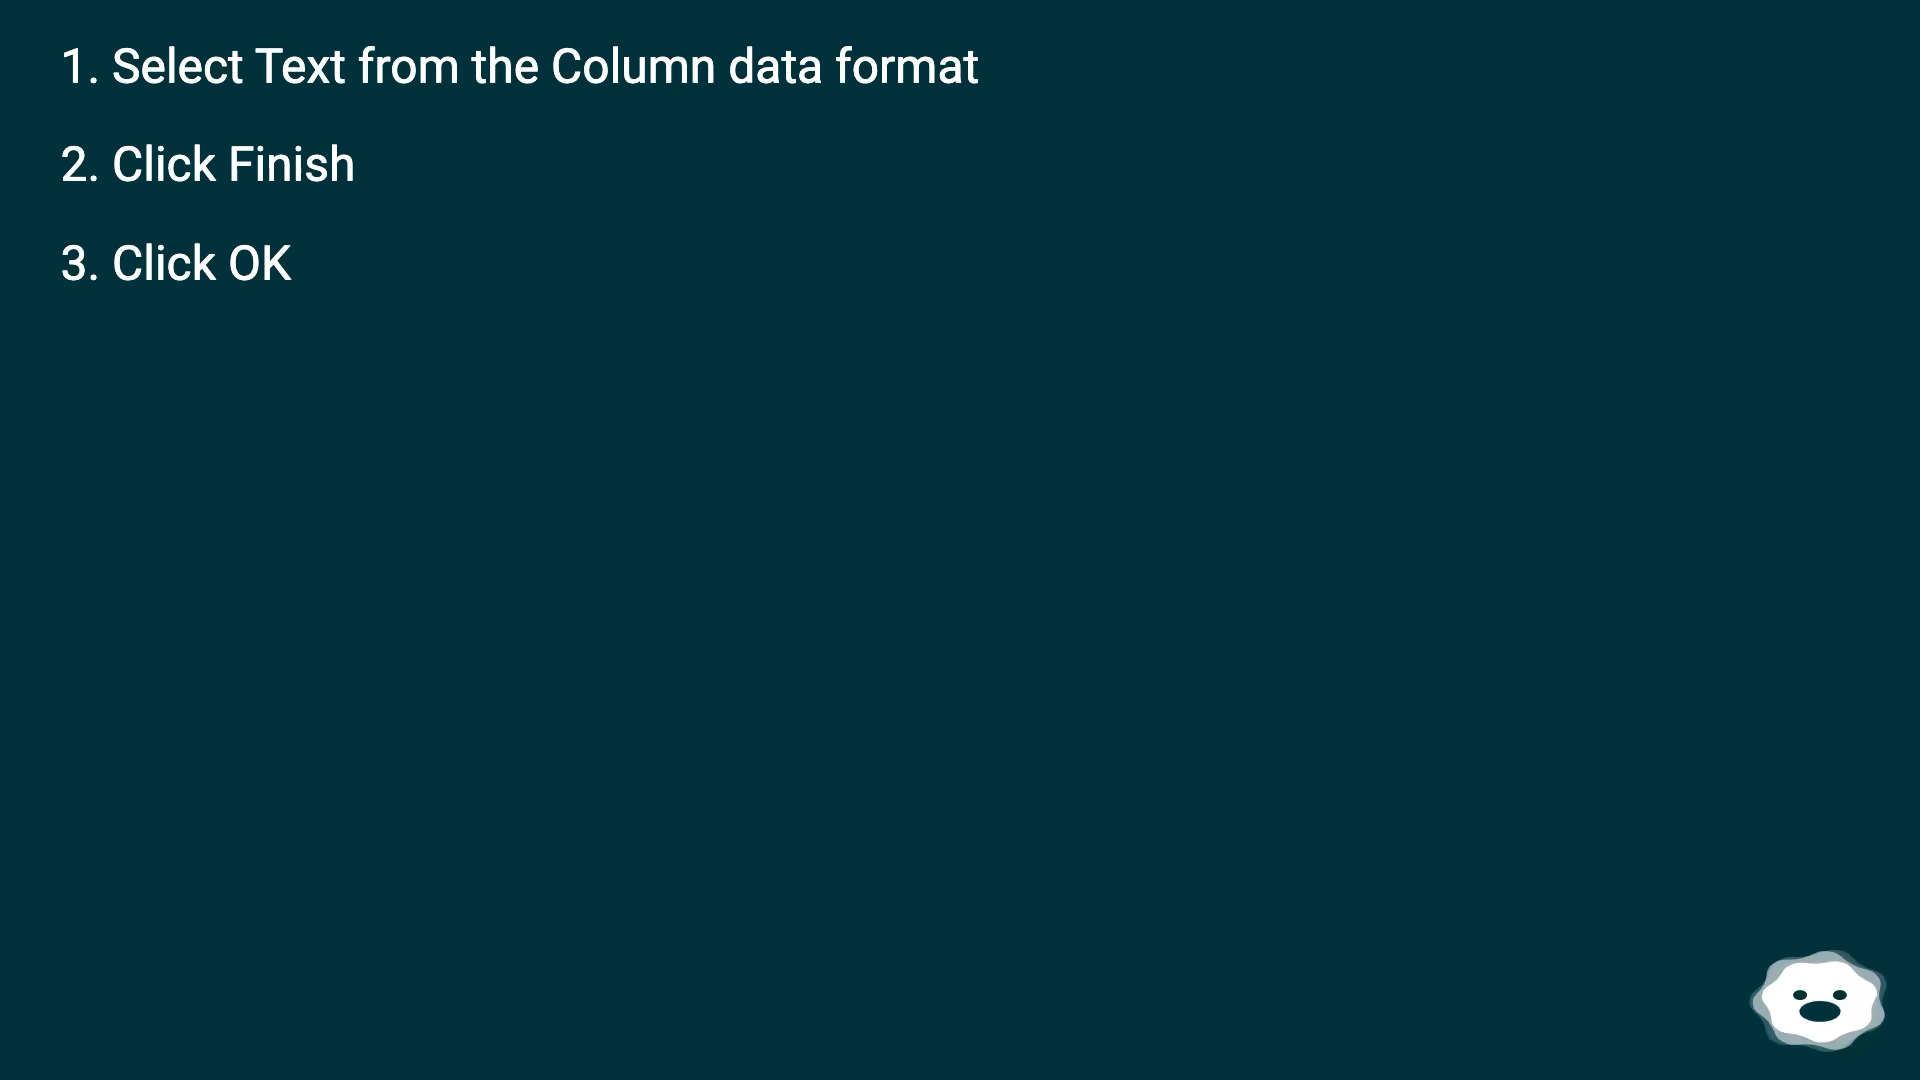 1. Select Text from the Column data format
2. Click Finish
3. Click OK